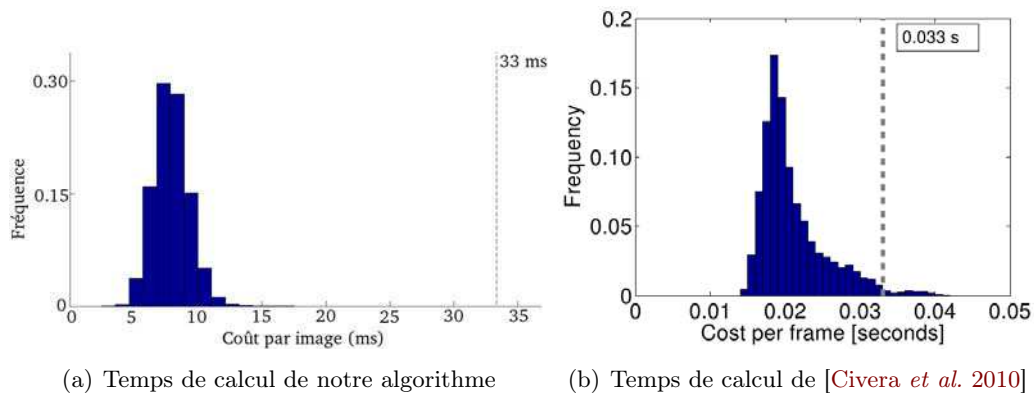 33 ms
0.30
0.15
0
Fréquence
0 5 10 15 20 25 30 35
Coût par image (ms)
(a) Temps de calcul de notre algorithme
0.2
0.15
0.1
0.05
0
Frequency
0.033 s
0 0.01 0.02 0.03 0.04 0.05
Cost per frame [seconds]
(b) Temps de calcul de [Civera et al. 2010]